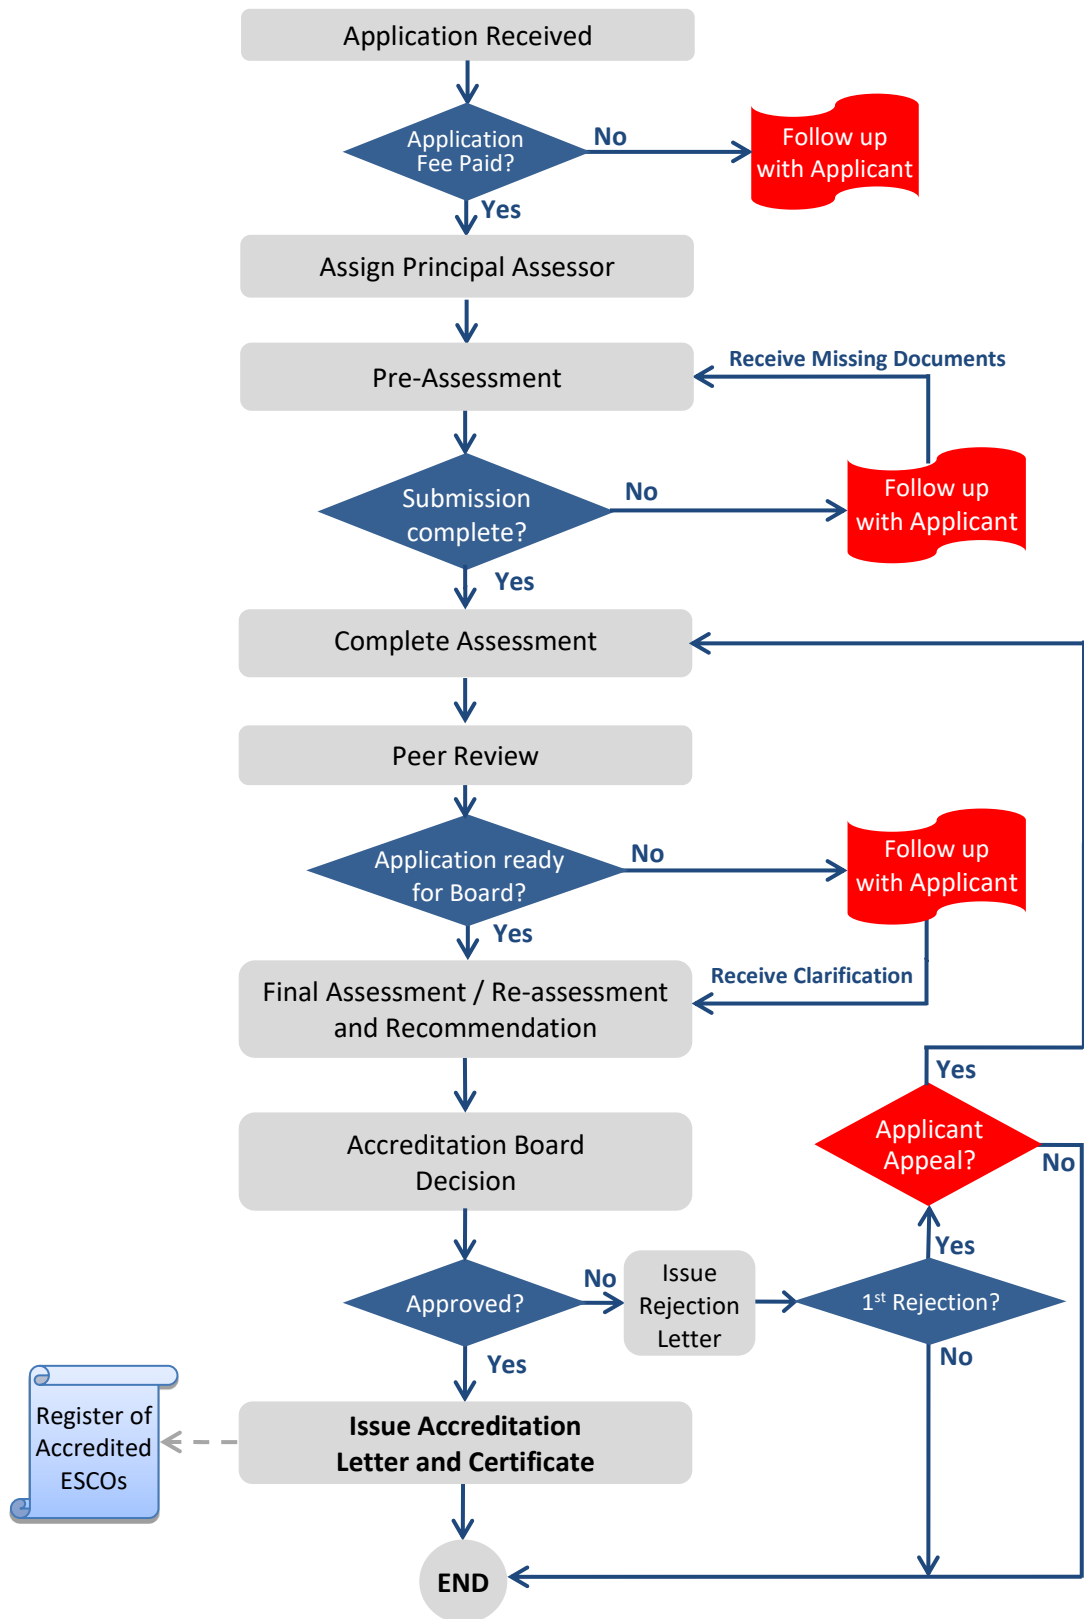 Application Received
Application
Fee Paid?
No
Follow up
with Applicant
Yes
Assign Principal Assessor
Pre-Assessment
Receive Missing Documents
Submission
complete?
No
Follow up
with Applicant
Yes
Complete Assessment
Peer Review
Application ready
for Board?
No
Follow up
with Applicant
Yes
Receive Clarification
Final Assessment / Re-assessment
and Recommendation
Yes
Applicant
Appeal?
No
Accreditation Board
Decision
Yes
Approved?
No
Issue
Rejection
Letter
1st Rejection?
No
Yes
Register of
Accredited
ESCOs
Issue Accreditation
Letter and Certificate
END